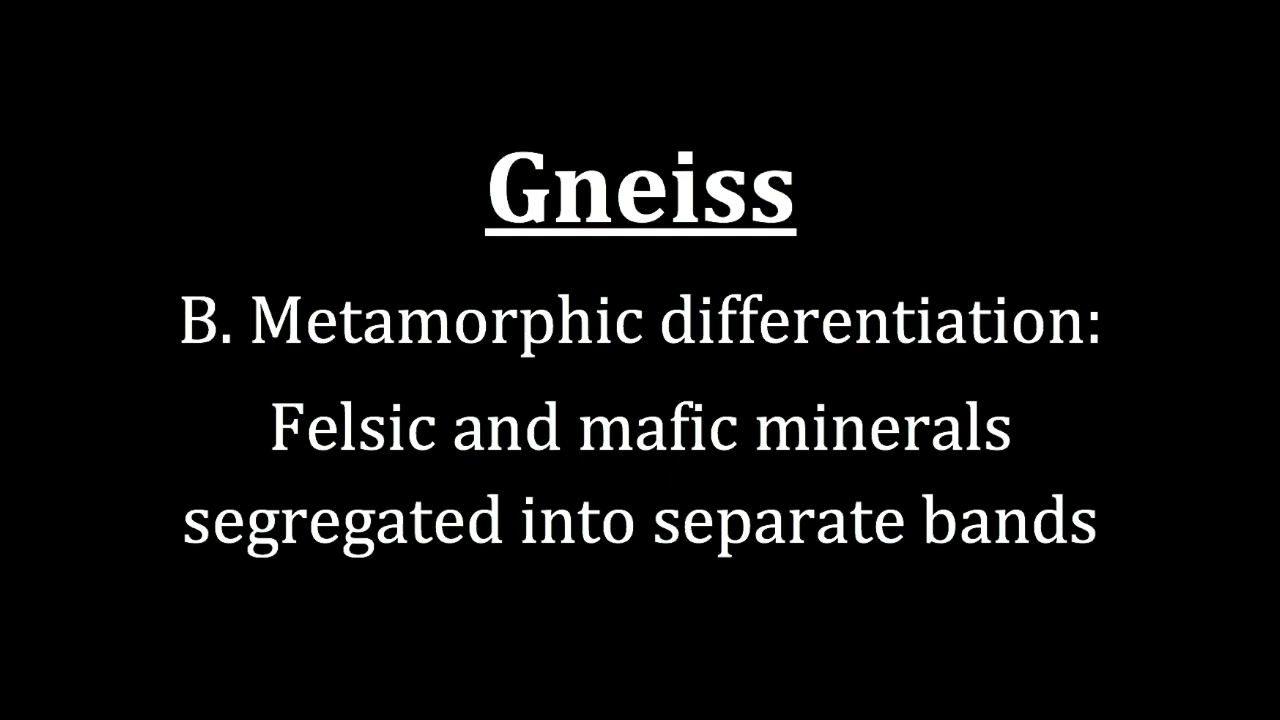 Gneiss
B. Metamorphic differentiation:
Felsic and mafic minerals
segregated into separate bands